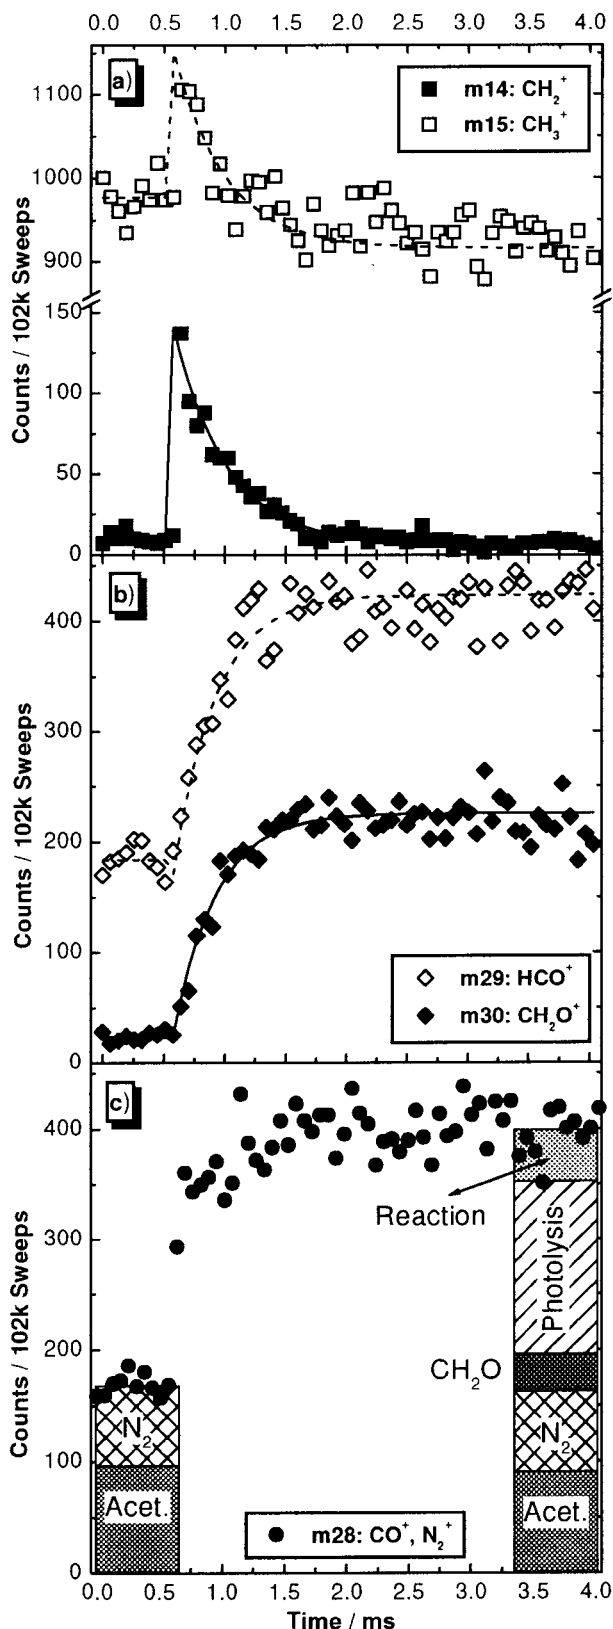 0.0 0.5 1.0 1.5 2.0 2.5 3.0 3.5 4.0
a)
m14: CH₂⁺
m15: CH₃⁺
1100
1000
900
150
100
50
0
Counts / 102k Sweeps
b)
400
300
200
100
0
Counts / 102k Sweeps
m29: HCO⁺
m30: CH₂O⁺
c)
400
300
200
100
0
Counts / 102k Sweeps
Reaction
Photolysis
CH₂O
N₂
N₂
Acet.
Acet.
m28: CO⁺, N₂⁺
0.0 0.5 1.0 1.5 2.0 2.5 3.0 3.5 4.0
Time / ms